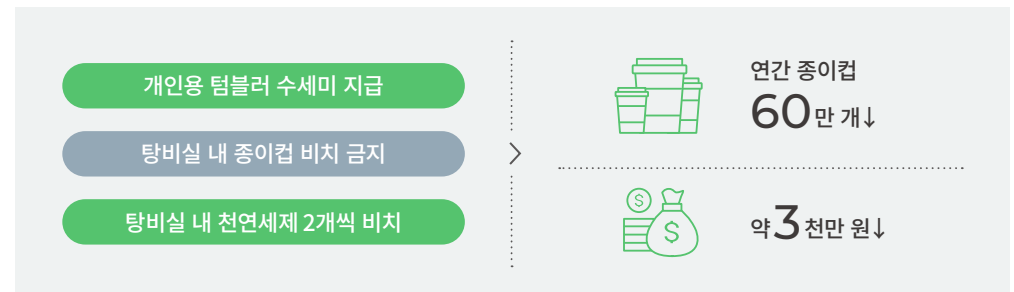 개인용 텀블러 수세미 지급
탕비실 내 종이컵 비치 금지
탕비실 내 천연세제 2개씩 비치
연간 종이컵
60만 개↓
$
$
약 3천만 원↓